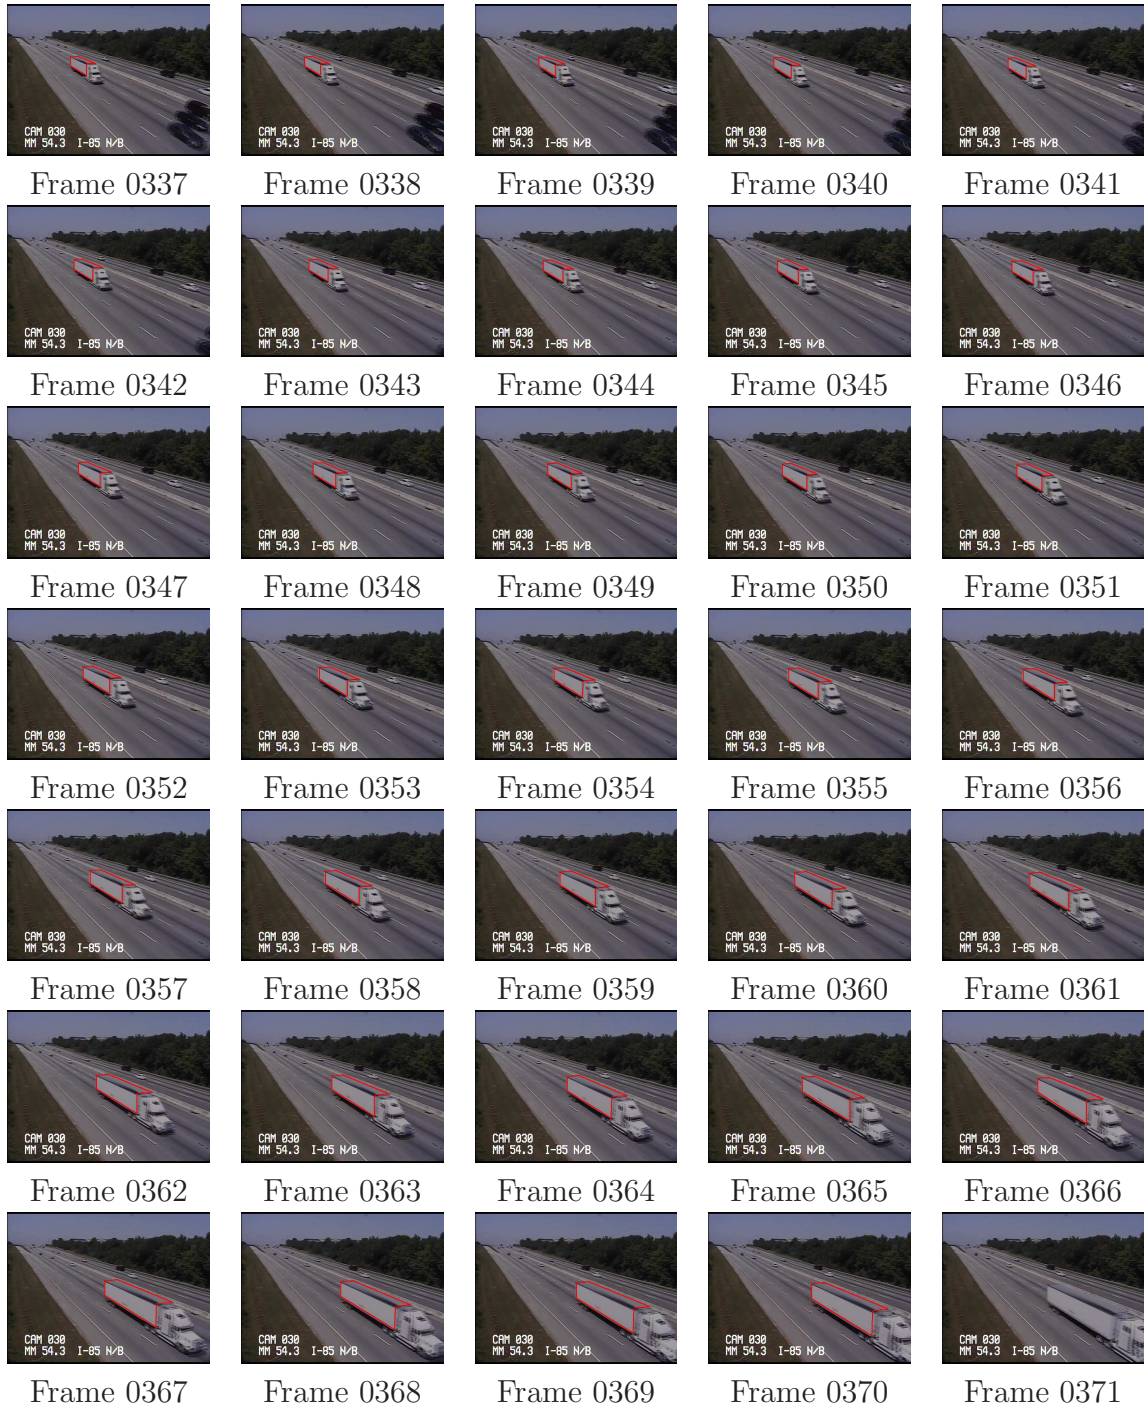 CAM 030 CAM 030 CAM 030 CAM 030 CAM 030
MM 54.3 I-85 N/B MM 54.3 I-85 N/B MM 54.3 I-85 N/B MM 54.3 I-85 N/B MM 54.3 I-85 N/B
Frame 0337 Frame 0338 Frame 0339 Frame 0340 Frame 0341
CAM 030 CAM 030 CAM 030 CAM 030 CAM 030
MM 54.3 I-85 N/B MM 54.3 I-85 N/B MM 54.3 I-85 N/B MM 54.3 I-85 N/B MM 54.3 I-85 N/B
Frame 0342 Frame 0343 Frame 0344 Frame 0345 Frame 0346
CAM 030 CAM 030 CAM 030 CAM 030 CAM 030
MM 54.3 I-85 N/B MM 54.3 I-85 N/B MM 54.3 I-85 N/B MM 54.3 I-85 N/B MM 54.3 I-85 N/B
Frame 0347 Frame 0348 Frame 0349 Frame 0350 Frame 0351
CAM 030 CAM 030 CAM 030 CAM 030 CAM 030
MM 54.3 I-85 N/B MM 54.3 I-85 N/B MM 54.3 I-85 N/B MM 54.3 I-85 N/B MM 54.3 I-85 N/B
Frame 0352 Frame 0353 Frame 0354 Frame 0355 Frame 0356
CAM 030 CAM 030 CAM 030 CAM 030 CAM 030
MM 54.3 I-85 N/B MM 54.3 I-85 N/B MM 54.3 I-85 N/B MM 54.3 I-85 N/B MM 54.3 I-85 N/B
Frame 0357 Frame 0358 Frame 0359 Frame 0360 Frame 0361
CAM 030 CAM 030 CAM 030 CAM 030 CAM 030
MM 54.3 I-85 N/B MM 54.3 I-85 N/B MM 54.3 I-85 N/B MM 54.3 I-85 N/B MM 54.3 I-85 N/B
Frame 0362 Frame 0363 Frame 0364 Frame 0365 Frame 0366
CAM 030 CAM 030 CAM 030 CAM 030 CAM 030
MM 54.3 I-85 N/B MM 54.3 I-85 N/B MM 54.3 I-85 N/B MM 54.3 I-85 N/B MM 54.3 I-85 N/B
Frame 0367 Frame 0368 Frame 0369 Frame 0370 Frame 0371